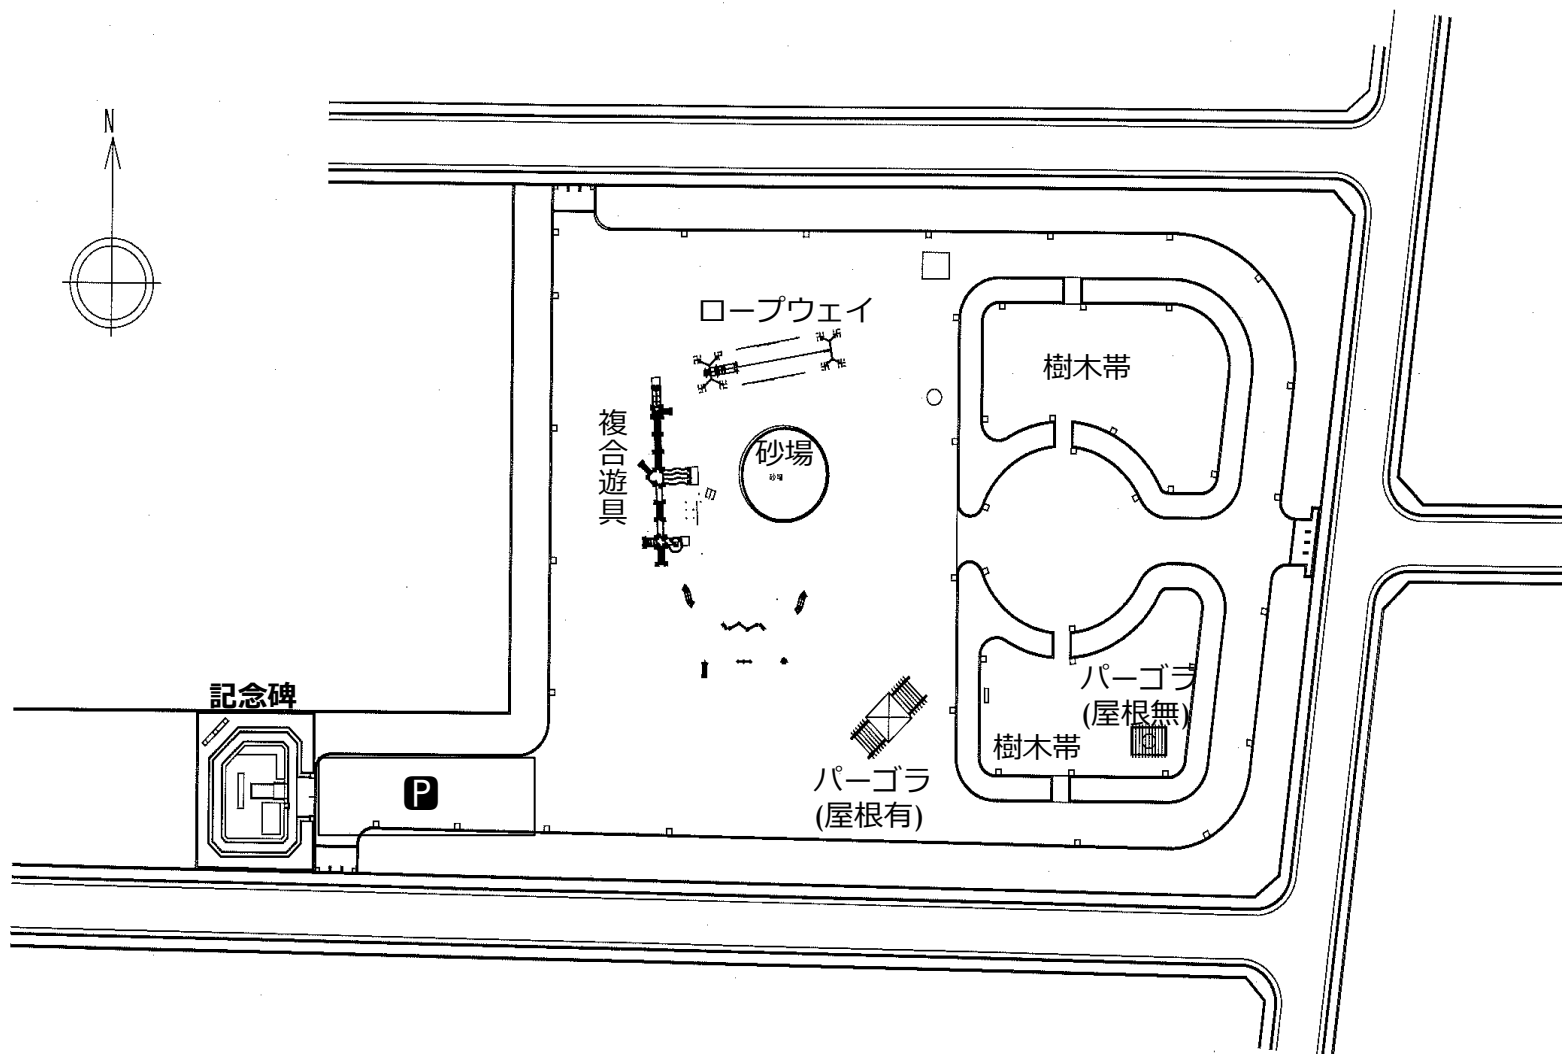 N
ロープウェイ
樹木帯
複合遊具
砂場
砂場
パーゴラ
(屋根無)
記念碑
樹木帯
パーゴラ
(屋根有)
P